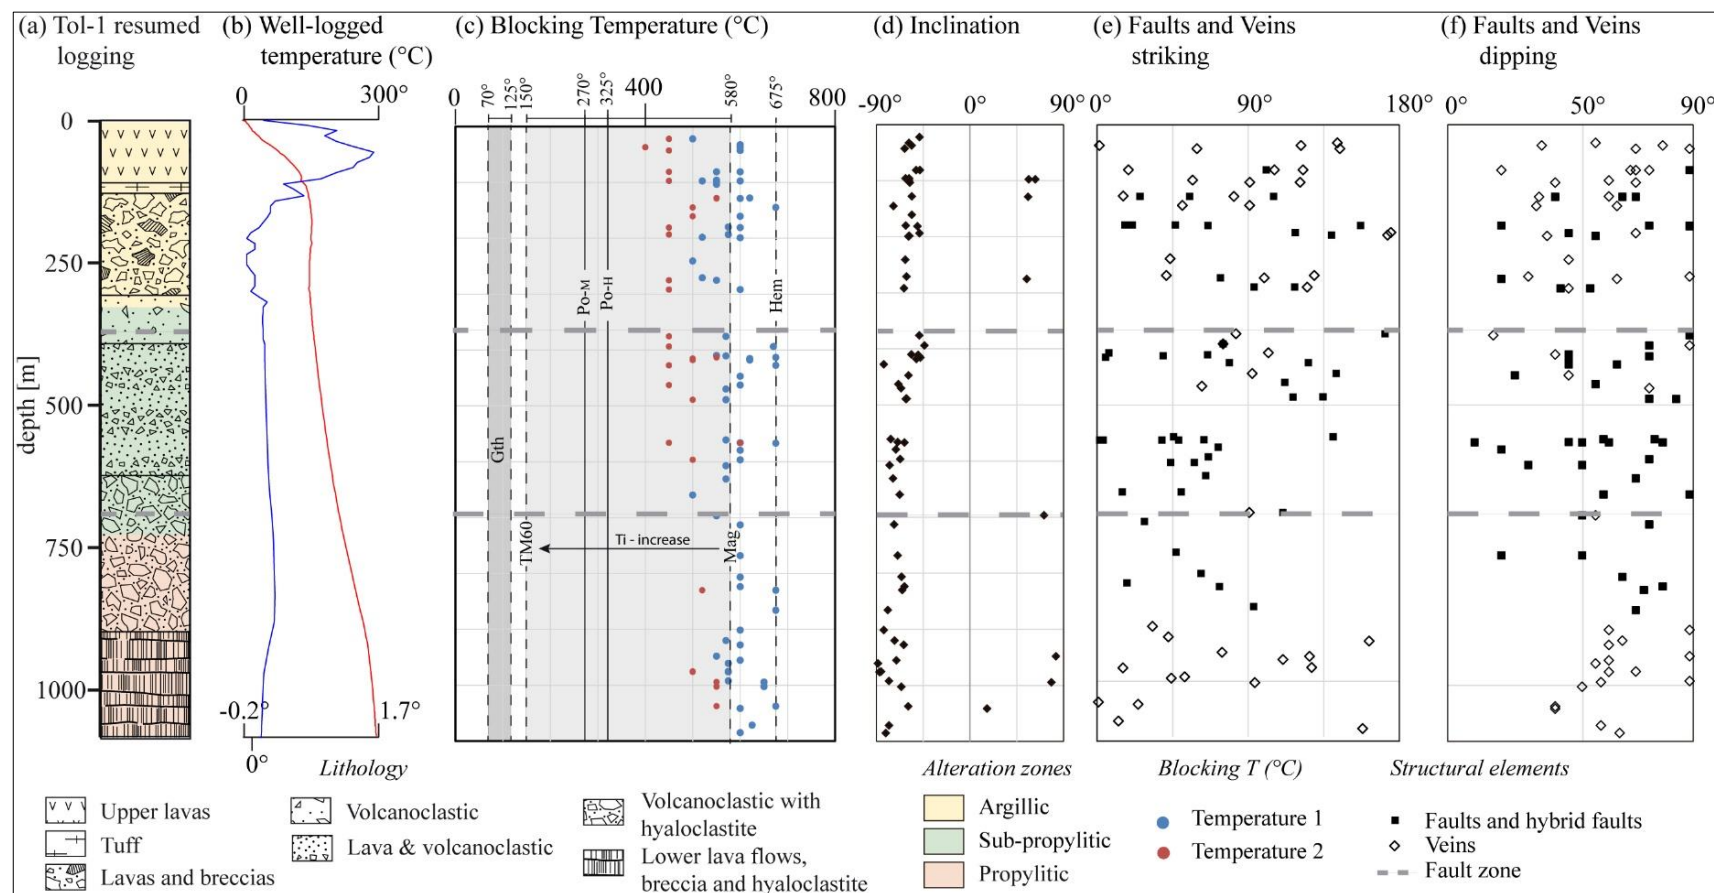 (a) Tol-1 resumed
logging
(b) Well-logged
temperature (°C)
(c) Blocking Temperature (°C)
(d) Inclination
(e) Faults and Veins
striking
(f) Faults and Veins
dipping
0
300°
0
70°
125°
150°
270°
325°
400
580°
675°
800
-90°
0°
90°
0°
90°
180°
0°
50°
90°
depth [m]
0
250
500
750
1000
-0.2°
1.7°
0°
Gth
TM60
Po-M
Po-H
Mag
Hem
Ti - increase
Lithology
Upper lavas
Tuff
Lavas and breccias
Volcanoclastic
Lava & volcanoclastic
Volcanoclastic with
hyaloclastite
Lower lava flows,
breccia and hyaloclastite
Alteration zones
Argillic
Sub-propylitic
Propylitic
Blocking T (°C)
Temperature 1
Temperature 2
Structural elements
Faults and hybrid faults
Veins
Fault zone